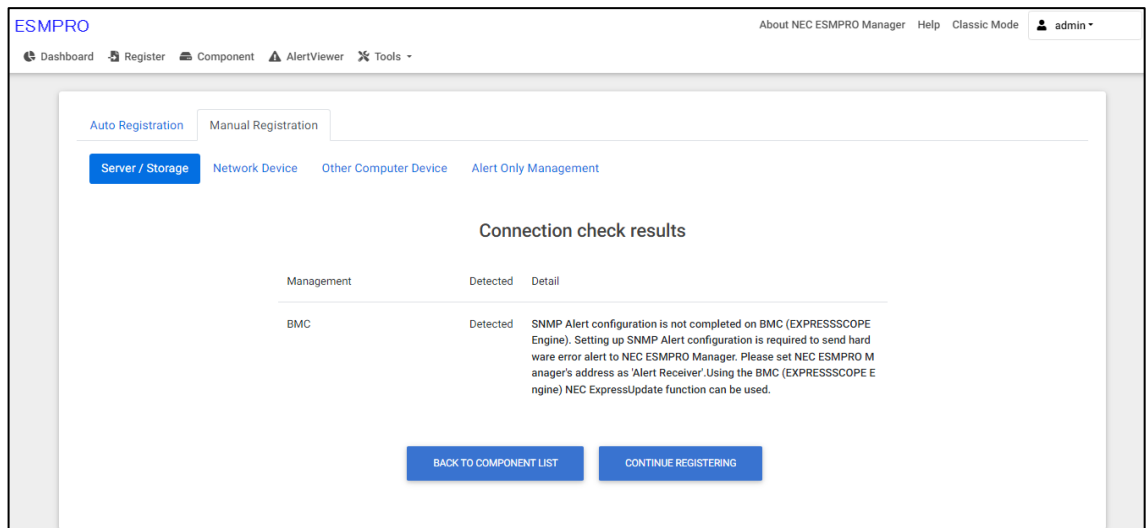 ESMPRO
About NEC ESMPRO Manager Help Classic Mode admin
Dashboard Register Component AlertViewer Tools
Auto Registration Manual Registration
Server / Storage Network Device Other Computer Device Alert Only Management
Connection check results
Management Detected Detail
BMC Detected SNMP Alert configuration is not completed on BMC (EXPRESSSCOPE
Engine). Setting up SNMP Alert configuration is required to send hard
ware error alert to NEC ESMPRO Manager. Please set NEC ESMPRO M
anager's address as 'Alert Receiver'.Using the BMC (EXPRESSSCOPE E
ngine) NEC ExpressUpdate function can be used.
BACK TO COMPONENT LIST CONTINUE REGISTERING